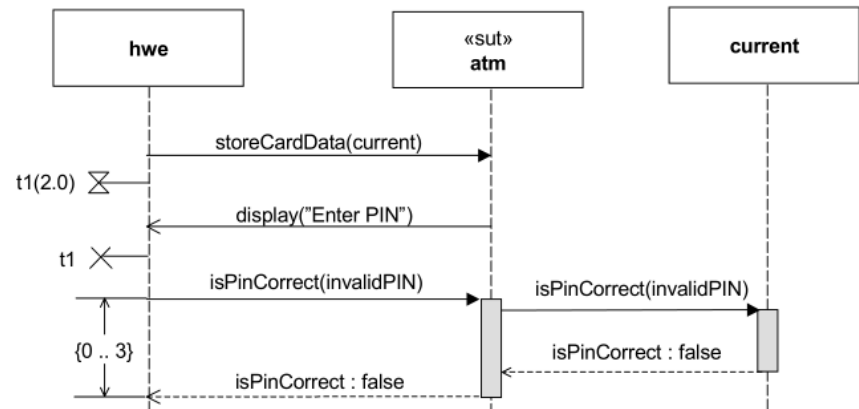 hwe
«sut»
atm
current
storeCardData(current)
t1(2.0)
display("Enter PIN")
t1
isPinCorrect(invalidPIN)
isPinCorrect(invalidPIN)
{0 .. 3}
isPinCorrect : false
isPinCorrect : false